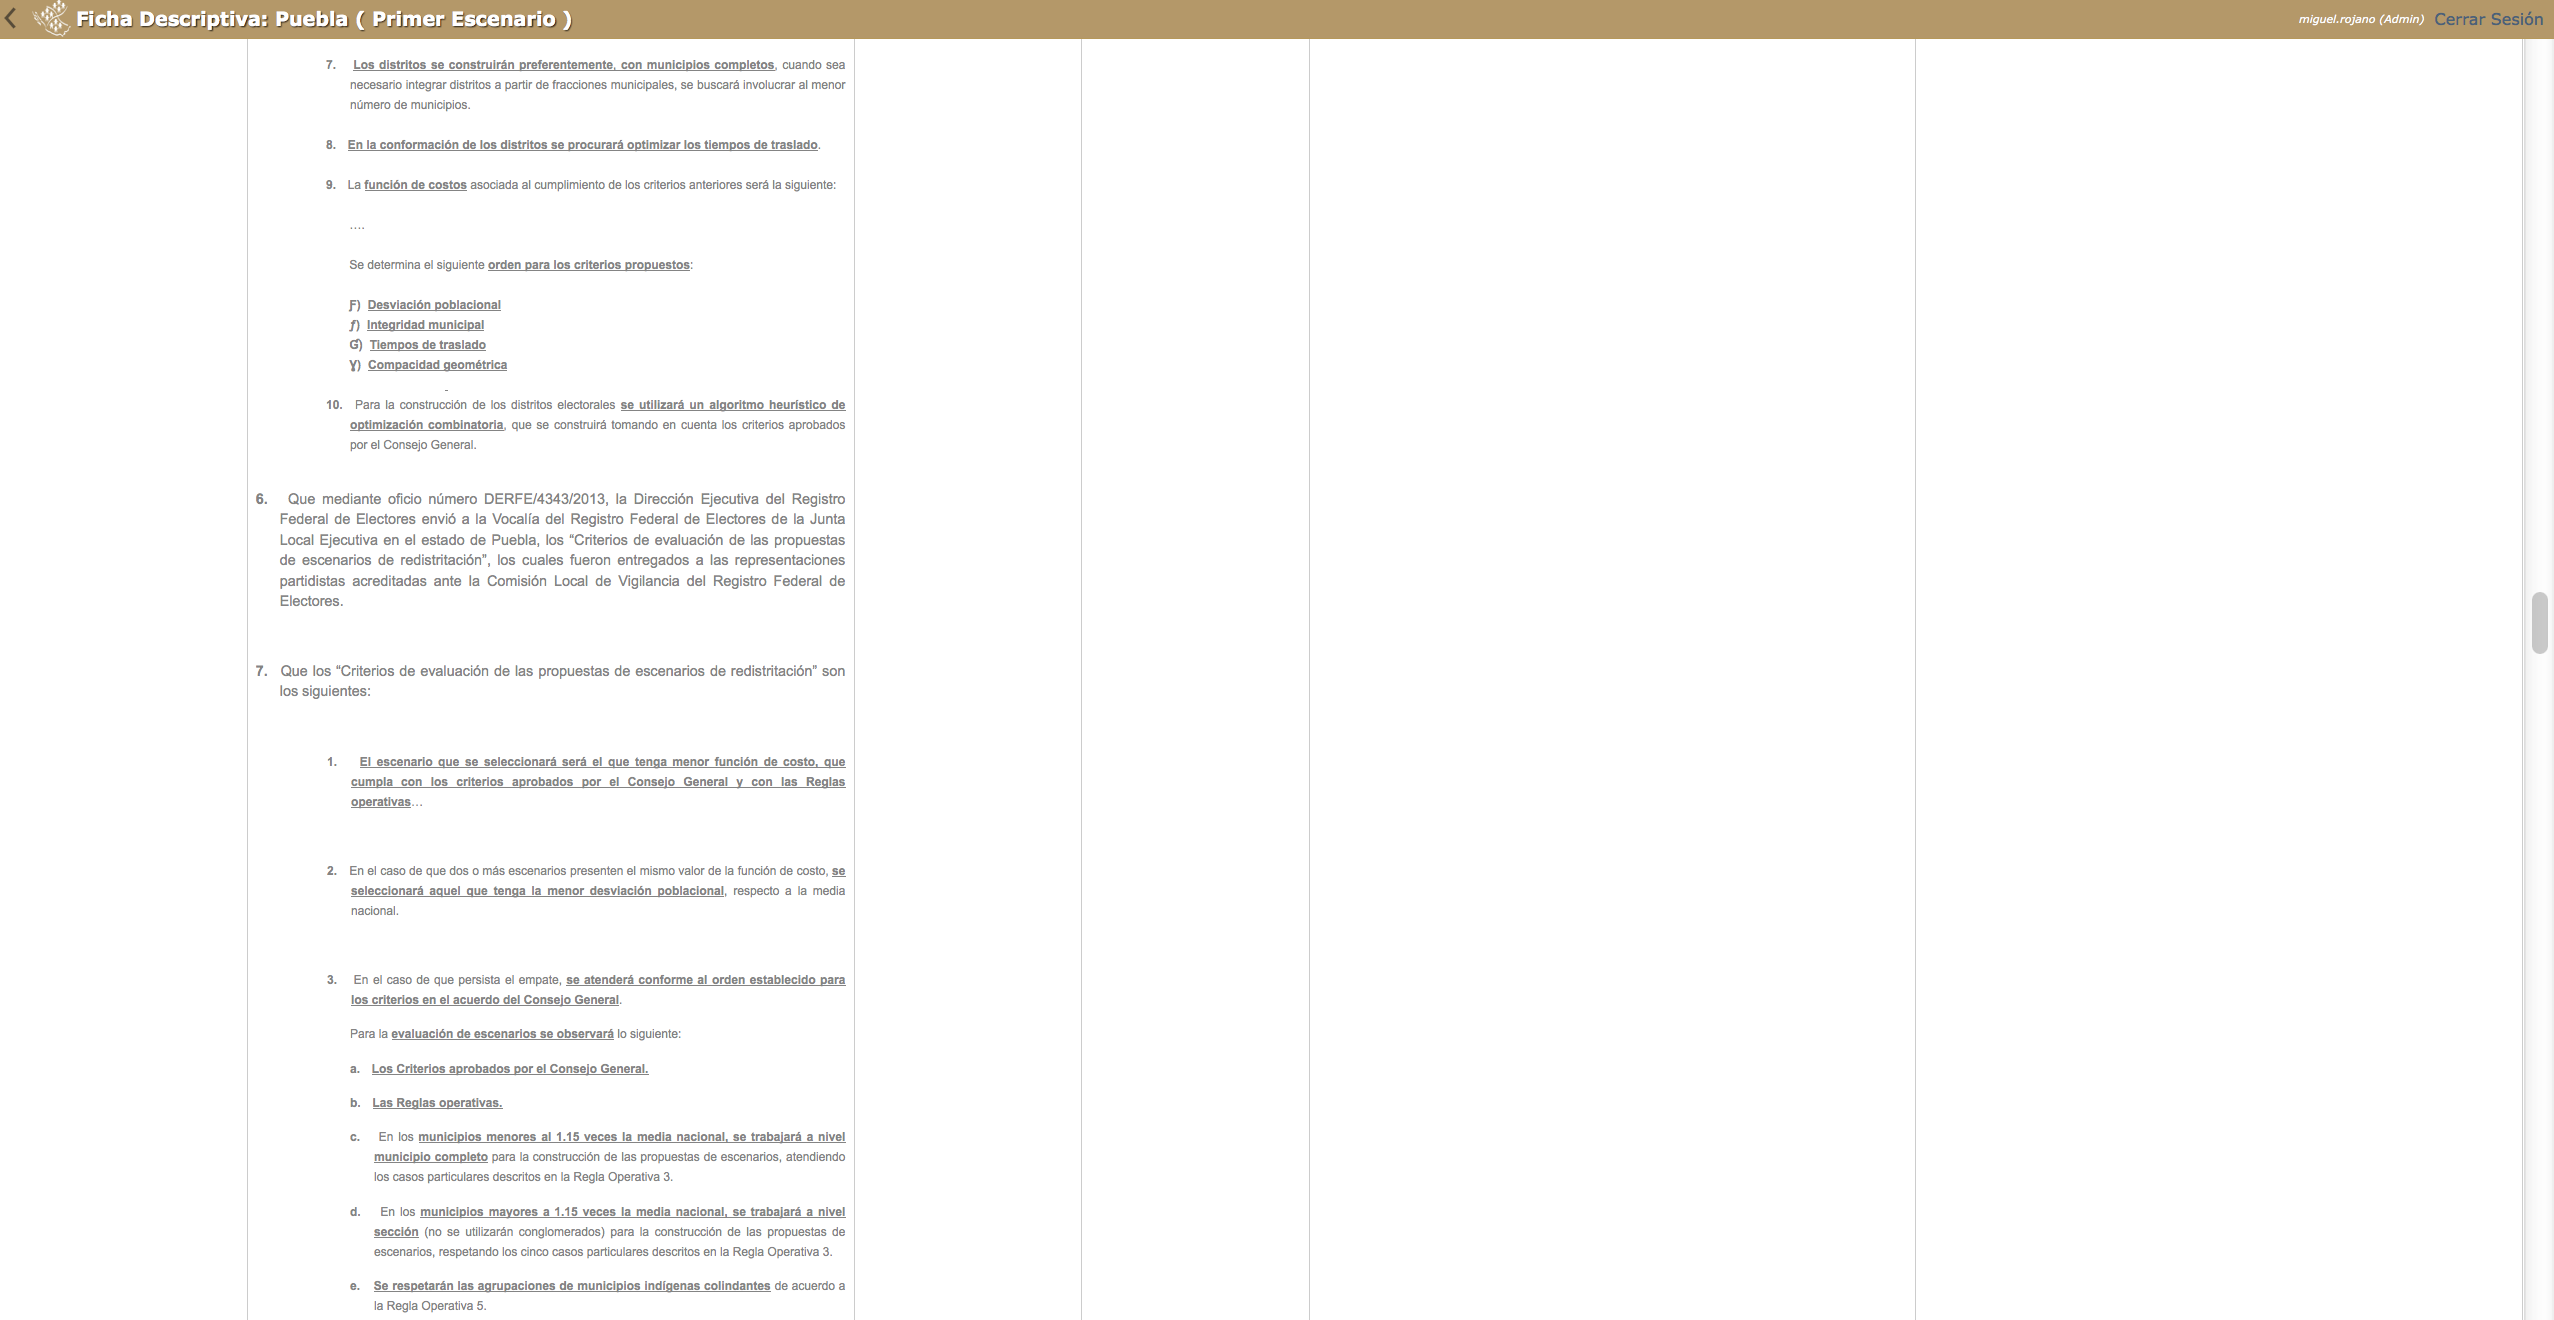 Ficha Descriptiva: Puebla ( Primer Escenario )
miguel.rojano (Admin) Cerrar Sesión
7. Los distritos se construirán preferentemente, con municipios completos, cuando sea
necesario integrar distritos a partir de fracciones municipales, se buscará involucrar al menor
número de municipios.
8. En la conformación de los distritos se procurará optimizar los tiempos de traslado.
9. La función de costos asociada al cumplimiento de los criterios anteriores será la siguiente:
....
Se determina el siguiente orden para los criterios propuestos:
Ƒ) Desviación poblacional
ƒ) Integridad municipal
Ɠ) Tiempos de traslado
Ɣ) Compacidad geométrica
10. Para la construcción de los distritos electorales se utilizará un algoritmo heurístico de
optimización combinatoria, que se construirá tomando en cuenta los criterios aprobados
por el Consejo General.
6. Que mediante oficio número DERFE/4343/2013, la Dirección Ejecutiva del Registro
Federal de Electores envió a la Vocalía del Registro Federal de Electores de la Junta
Local Ejecutiva en el estado de Puebla, los “Criterios de evaluación de las propuestas
de escenarios de redistritación”, los cuales fueron entregados a las representaciones
partidistas acreditadas ante la Comisión Local de Vigilancia del Registro Federal de
Electores.
7. Que los “Criterios de evaluación de las propuestas de escenarios de redistritación” son
los siguientes:
1. El escenario que se seleccionará será el que tenga menor función de costo, que
cumpla con los criterios aprobados por el Consejo General y con las Reglas
operativas…
2. En el caso de que dos o más escenarios presenten el mismo valor de la función de costo, se
seleccionará aquel que tenga la menor desviación poblacional, respecto a la media
nacional.
3. En el caso de que persista el empate, se atenderá conforme al orden establecido para
los criterios en el acuerdo del Consejo General.
Para la evaluación de escenarios se observará lo siguiente:
a. Los Criterios aprobados por el Consejo General.
b. Las Reglas operativas.
c. En los municipios menores al 1.15 veces la media nacional, se trabajará a nivel
municipio completo para la construcción de las propuestas de escenarios, atendiendo
los casos particulares descritos en la Regla Operativa 3.
d. En los municipios mayores a 1.15 veces la media nacional, se trabajará a nivel
sección (no se utilizarán conglomerados) para la construcción de las propuestas de
escenarios, respetando los cinco casos particulares descritos en la Regla Operativa 3.
e. Se respetarán las agrupaciones de municipios indígenas colindantes de acuerdo a
la Regla Operativa 5.